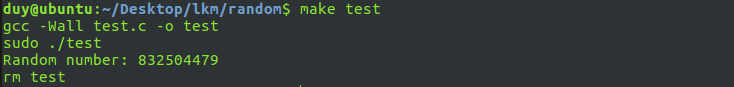 duy@ubuntu:~/Desktop/lkm/random$ make test
gcc -Wall test.c -o test
sudo ./test
Random number: 832504479
rm test